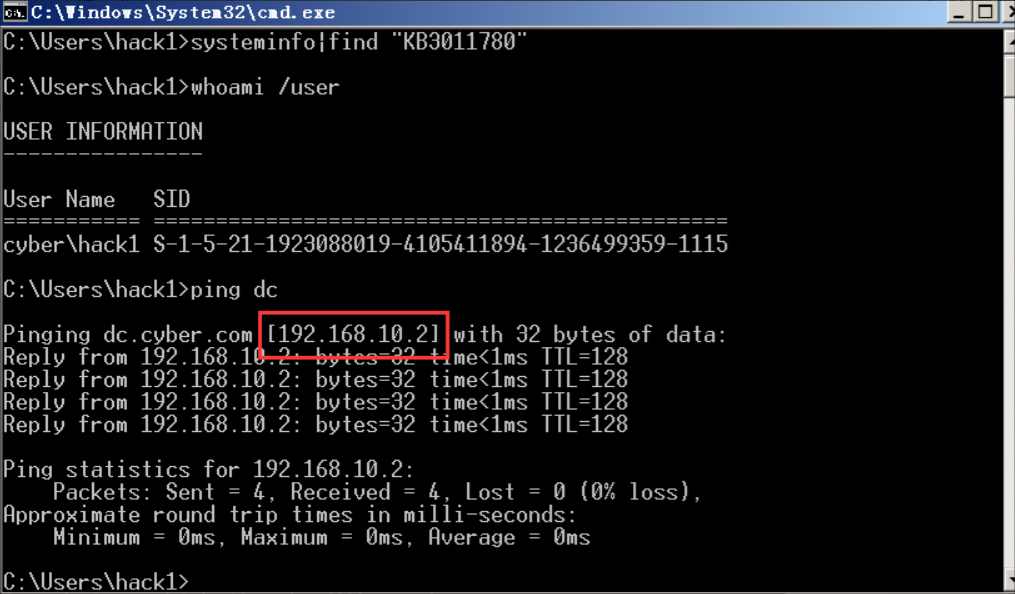 C:\Windows\System32\cmd.exe
C:\Users\hack1>systeminfo|find "KB3011780"
C:\Users\hack1>whoami /user
USER INFORMATION
----------------
User Name   SID
=========== ==============================================
cyber\hack1 S-1-5-21-1923088019-4105411894-1236499359-1115
C:\Users\hack1>ping dc
Pinging dc.cyber.com [192.168.10.2] with 32 bytes of data:
Reply from 192.168.10.2: bytes=32 time<1ms TTL=128
Reply from 192.168.10.2: bytes=32 time<1ms TTL=128
Reply from 192.168.10.2: bytes=32 time<1ms TTL=128
Reply from 192.168.10.2: bytes=32 time<1ms TTL=128
Ping statistics for 192.168.10.2:
    Packets: Sent = 4, Received = 4, Lost = 0 (0% loss),
Approximate round trip times in milli-seconds:
    Minimum = 0ms, Maximum = 0ms, Average = 0ms
C:\Users\hack1>